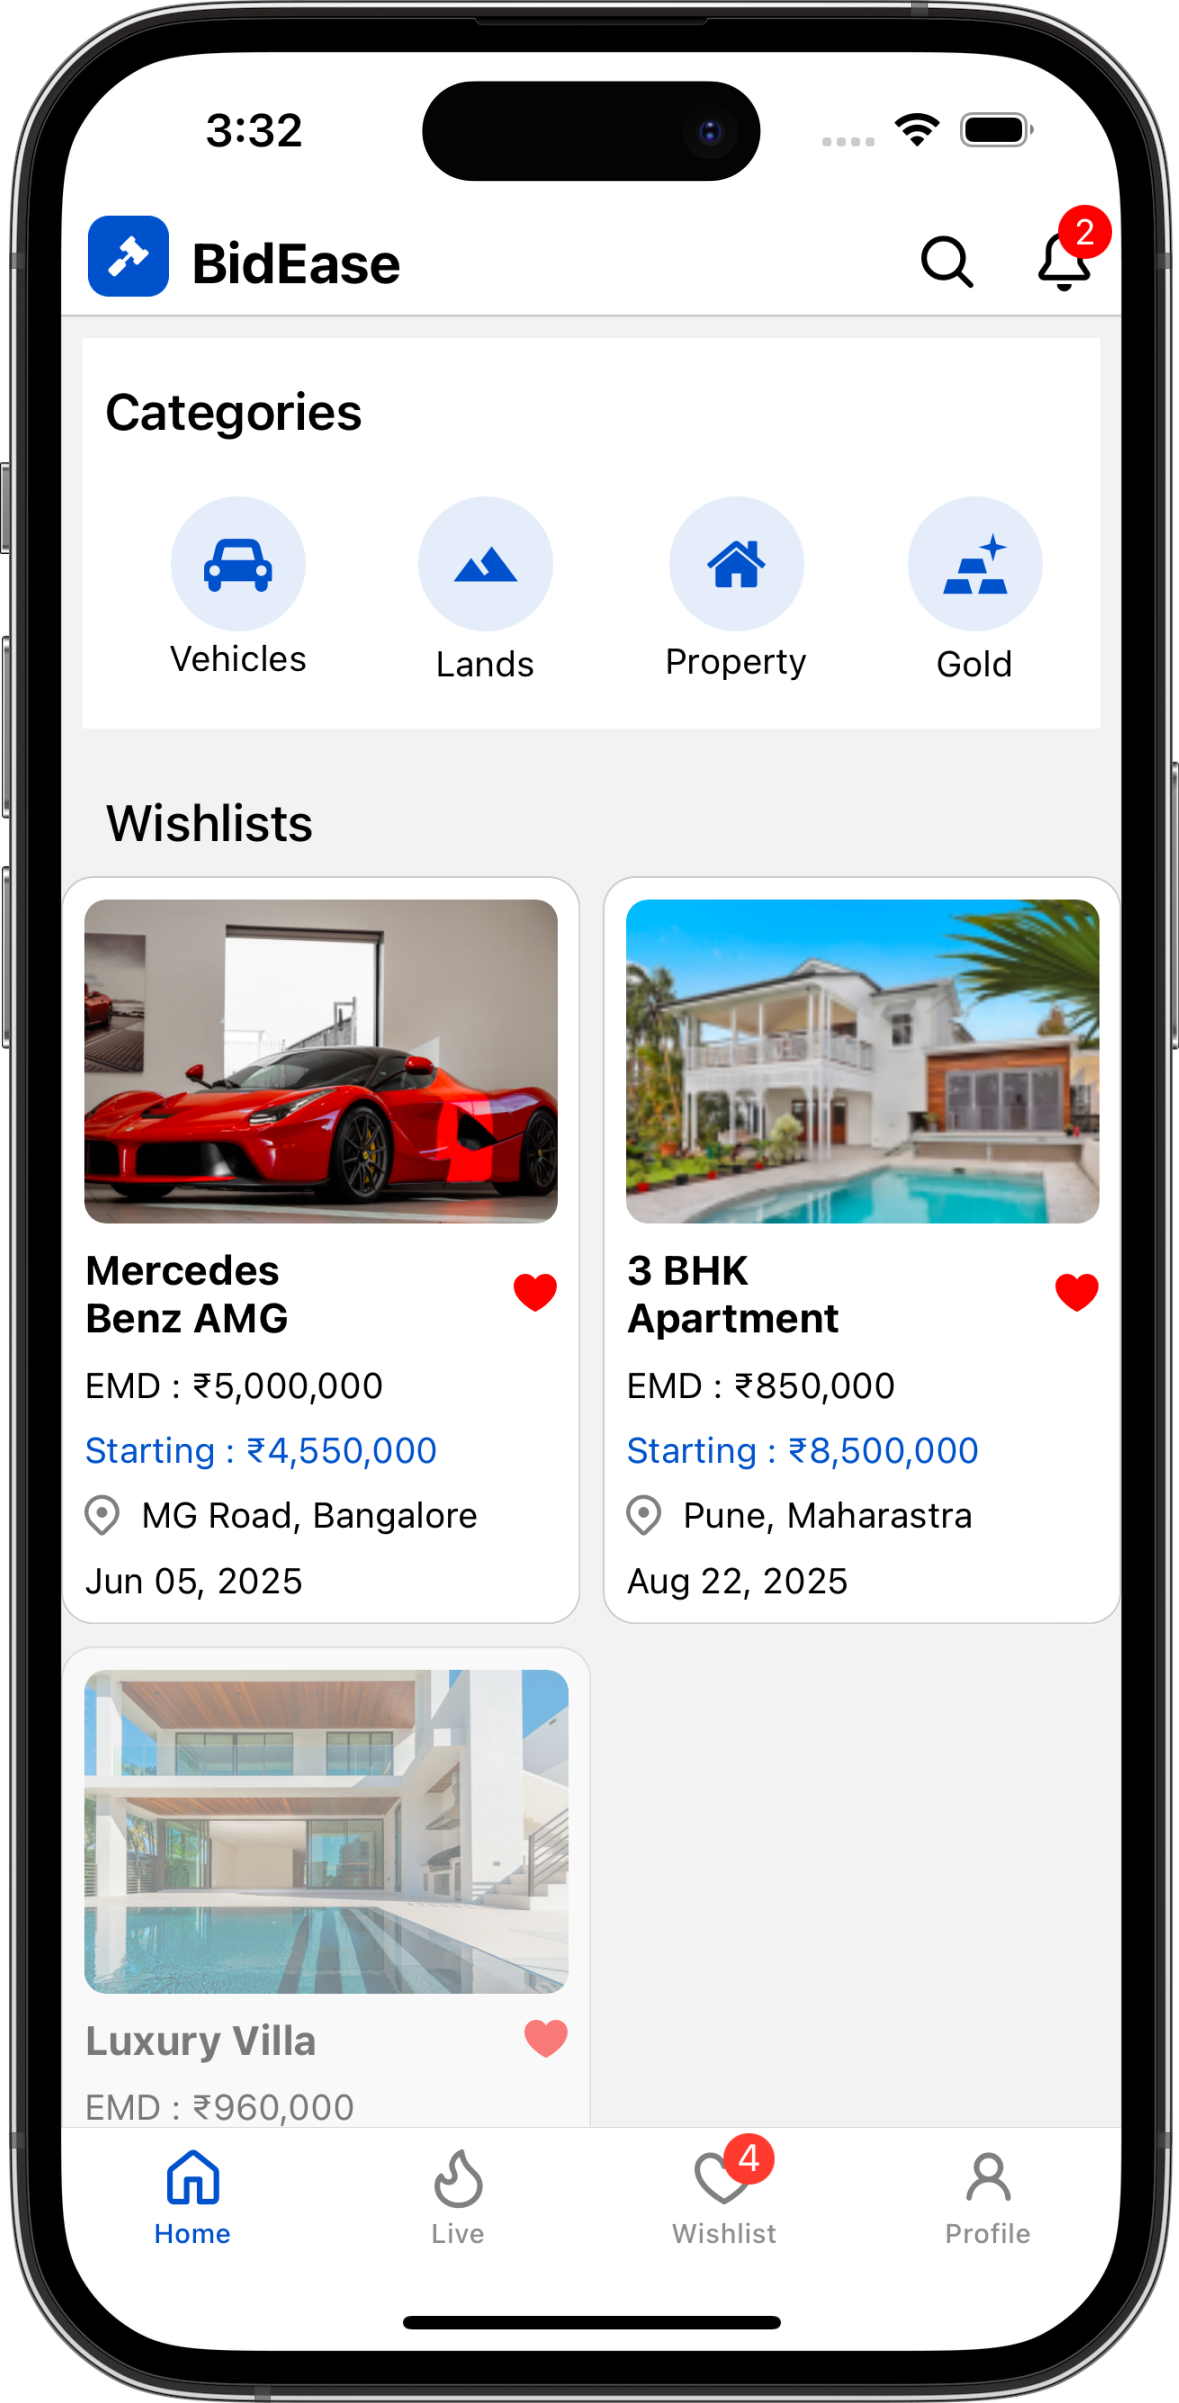 3:32
BidEase
2
Categories
Vehicles
Lands
Property
Gold
Wishlists
Mercedes
Benz AMG
EMD : ₹5,000,000
Starting : ₹4,550,000
MG Road, Bangalore
Jun 05, 2025
3 BHK
Apartment
EMD : ₹850,000
Starting : ₹8,500,000
Pune, Maharastra
Aug 22, 2025
Luxury Villa
EMD : ₹960,000
Home
Live
4
Wishlist
Profile